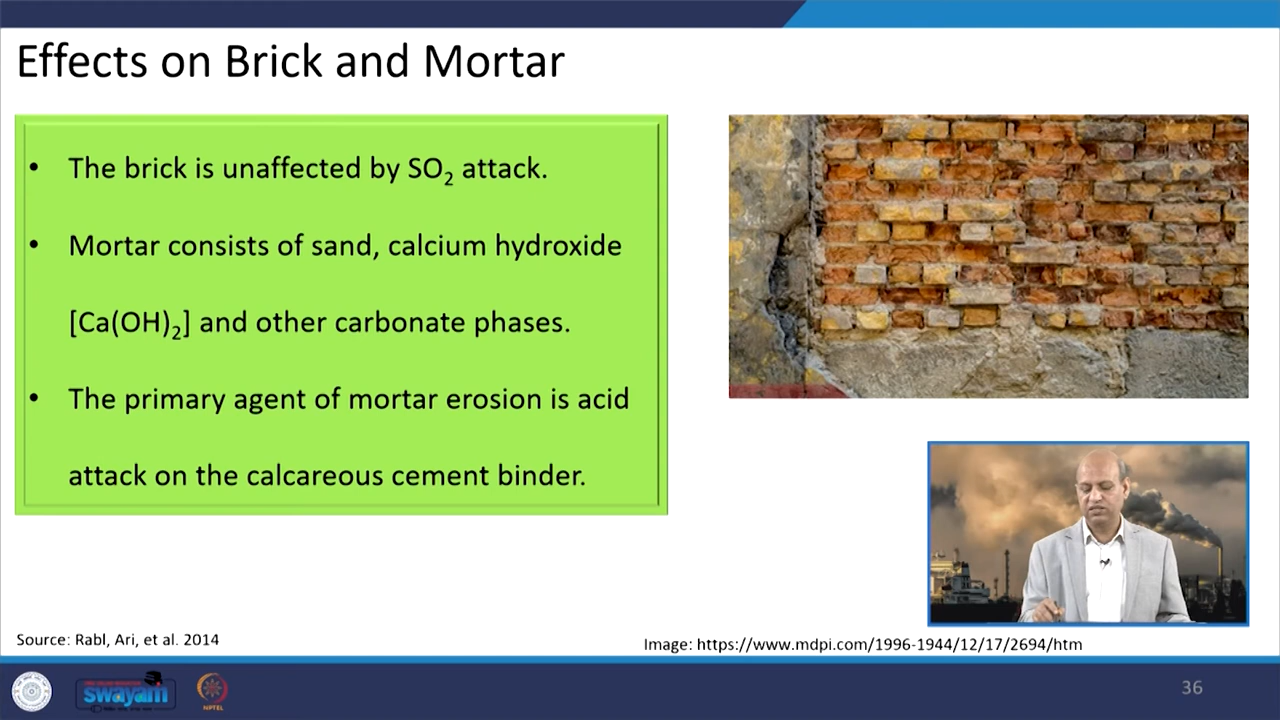 Effects on Brick and Mortar
• The brick is unaffected by SO₂ attack.
• Mortar consists of sand, calcium hydroxide
[Ca(OH)₂] and other carbonate phases.
• The primary agent of mortar erosion is acid
attack on the calcareous cement binder.
Source: Rabl, Ari, et al. 2014
Image: https://www.mdpi.com/1996-1944/12/17/2694/htm
swayam
NPTEL
36